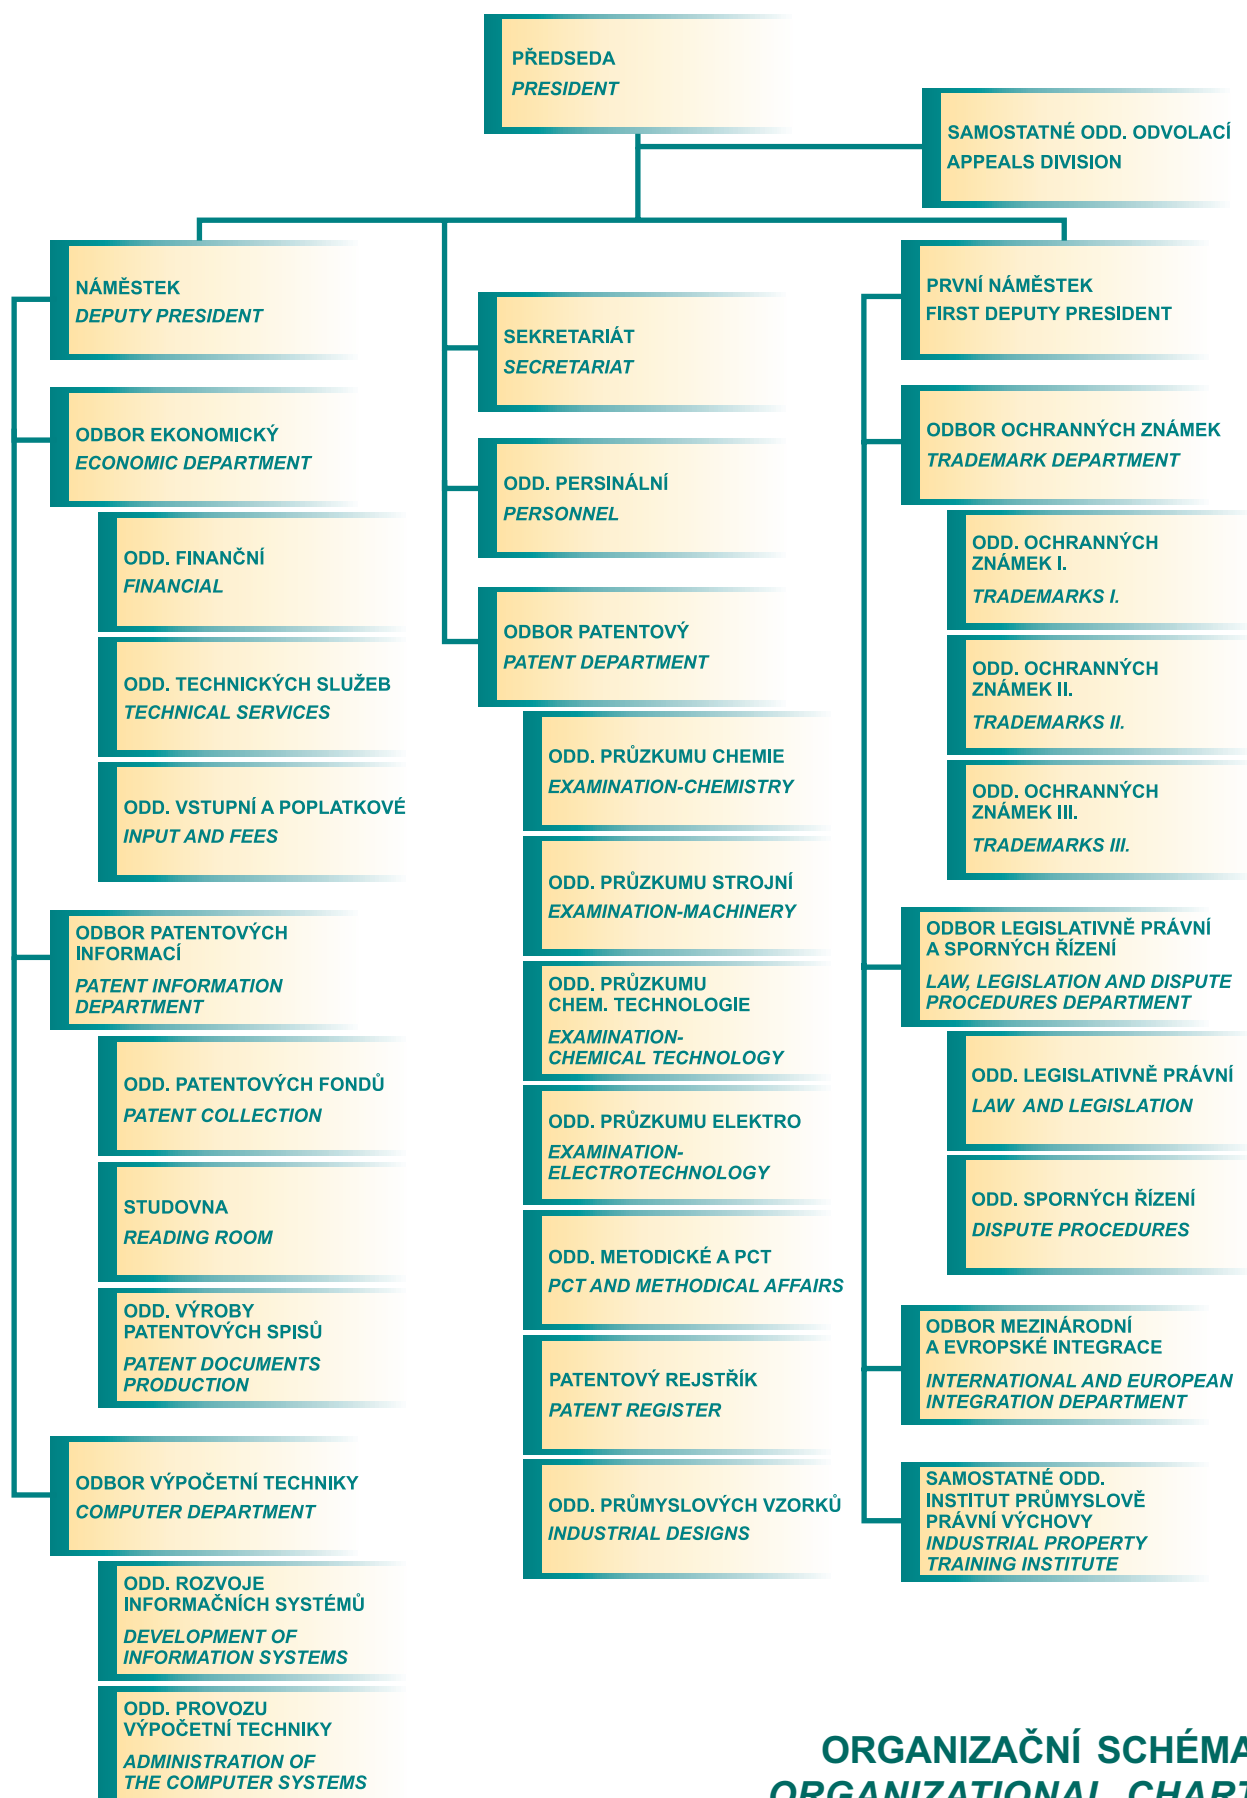 PŘEDSEDA
PRESIDENT
SAMOSTATNÉ ODD. ODVOLACÍ
APPEALS DIVISION
NÁMĚSTEK
DEPUTY PRESIDENT
ODBOR EKONOMICKÝ
ECONOMIC DEPARTMENT
ODD. FINANČNÍ
FINANCIAL
ODD. TECHNICKÝCH SLUŽEB
TECHNICAL SERVICES
ODD. VSTUPNÍ A POPLATKOVÉ
INPUT AND FEES
ODBOR PATENTOVÝCH
INFORMACÍ
PATENT INFORMATION
DEPARTMENT
ODD. PATENTOVÝCH FONDŮ
PATENT COLLECTION
STUDOVNA
READING ROOM
ODD. VÝROBY
PATENTOVÝCH SPISŮ
PATENT DOCUMENTS
PRODUCTION
ODBOR VÝPOČETNÍ TECHNIKY
COMPUTER DEPARTMENT
ODD. ROZVOJE
INFORMAČNÍCH SYSTÉMŮ
DEVELOPMENT OF
INFORMATION SYSTEMS
ODD. PROVOZU
VÝPOČETNÍ TECHNIKY
ADMINISTRATION OF
THE COMPUTER SYSTEMS
SEKRETARIÁT
SECRETARIAT
ODD. PERSINÁLNÍ
PERSONNEL
ODBOR PATENTOVÝ
PATENT DEPARTMENT
ODD. PRŮZKUMU CHEMIE
EXAMINATION-CHEMISTRY
ODD. PRŮZKUMU STROJNÍ
EXAMINATION-MACHINERY
ODD. PRŮZKUMU
CHEM. TECHNOLOGIE
EXAMINATION-
CHEMICAL TECHNOLOGY
ODD. PRŮZKUMU ELEKTRO
EXAMINATION-
ELECTROTECHNOLOGY
ODD. METODICKÉ A PCT
PCT AND METHODICAL AFFAIRS
PATENTOVÝ REJSTŘÍK
PATENT REGISTER
ODD. PRŮMYSLOVÝCH VZORKŮ
INDUSTRIAL DESIGNS
PRVNÍ NÁMĚSTEK
FIRST DEPUTY PRESIDENT
ODBOR OCHRANNÝCH ZNÁMEK
TRADEMARK DEPARTMENT
ODD. OCHRANNÝCH
ZNÁMEK I.
TRADEMARKS I.
ODD. OCHRANNÝCH
ZNÁMEK II.
TRADEMARKS II.
ODD. OCHRANNÝCH
ZNÁMEK III.
TRADEMARKS III.
ODBOR LEGISLATIVNĚ PRÁVNÍ
A SPORNÝCH ŘÍZENÍ
LAW, LEGISLATION AND DISPUTE
PROCEDURES DEPARTMENT
ODD. LEGISLATIVNĚ PRÁVNÍ
LAW AND LEGISLATION
ODD. SPORNÝCH ŘÍZENÍ
DISPUTE PROCEDURES
ODBOR MEZINÁRODNÍ
A EVROPSKÉ INTEGRACE
INTERNATIONAL AND EUROPEAN
INTEGRATION DEPARTMENT
SAMOSTATNÉ ODD.
INSTITUT PRŮMYSLOVĚ
PRÁVNÍ VÝCHOVY
INDUSTRIAL PROPERTY
TRAINING INSTITUTE
ORGANIZAČNÍ SCHÉMA
ORGANIZATIONAL CHART